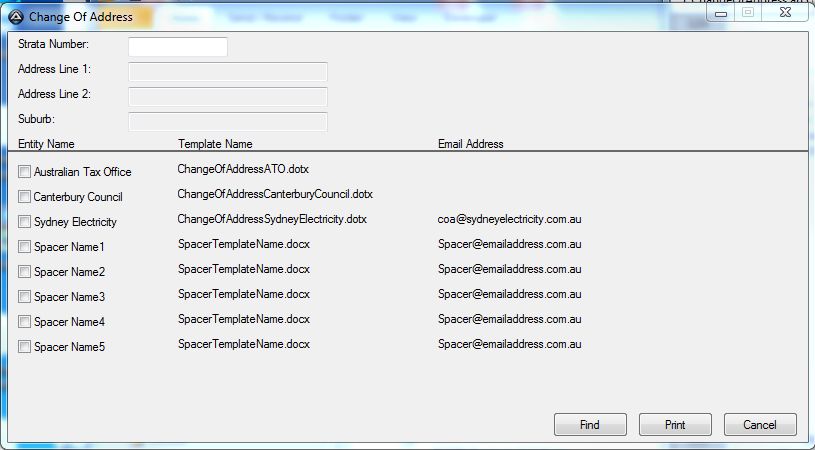 Change Of Address
Strata Number:
Address Line 1:
Address Line 2:
Suburb:
Entity Name Template Name Email Address
Australian Tax Office ChangeOfAddressATO.dotx
Canterbury Council ChangeOfAddressCanterburyCouncil.dotx
Sydney Electricity ChangeOfAddressSydneyElectricity.dotx coa@sydneyelectricity.com.au
Spacer Name1 SpacerTemplateName.docx Spacer@emailaddress.com.au
Spacer Name2 SpacerTemplateName.docx Spacer@emailaddress.com.au
Spacer Name3 SpacerTemplateName.docx Spacer@emailaddress.com.au
Spacer Name4 SpacerTemplateName.docx Spacer@emailaddress.com.au
Spacer Name5 SpacerTemplateName.docx Spacer@emailaddress.com.au
Find Print Cancel